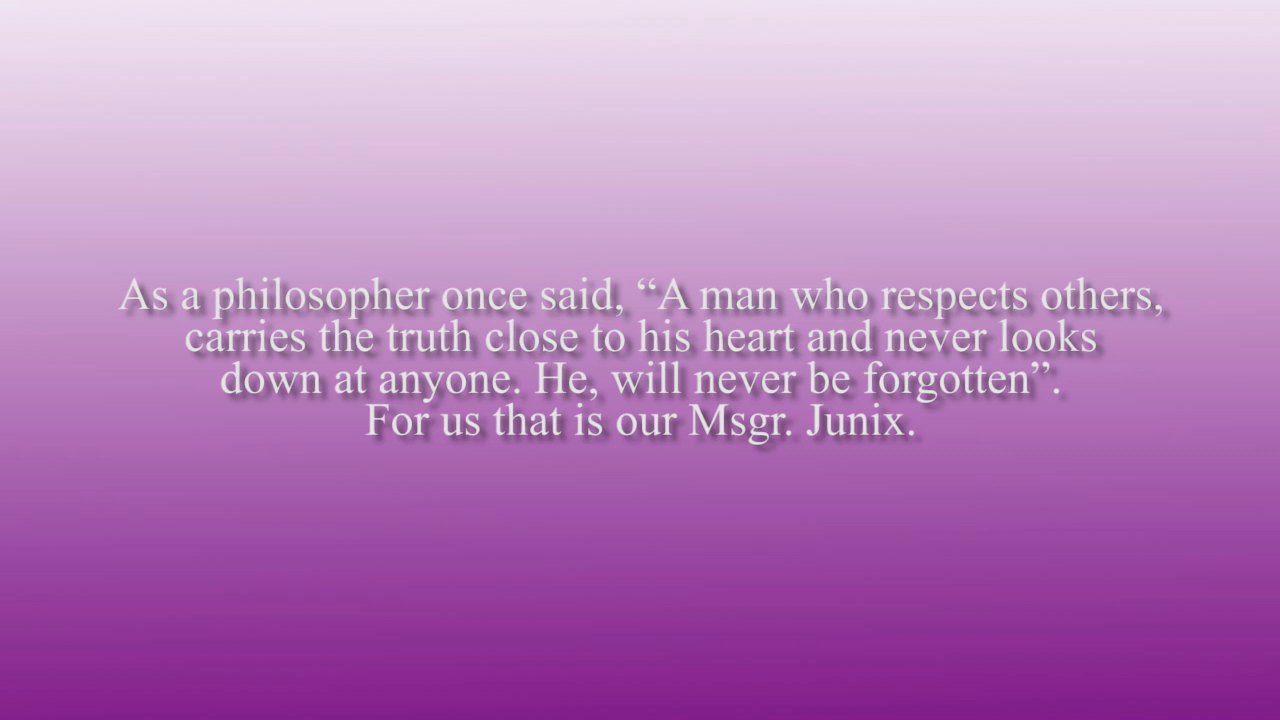 As a philosopher once said, “A man who respects others,
carries the truth close to his heart and never looks
down at anyone. He, will never be forgotten”.
For us that is our Msgr. Junix.